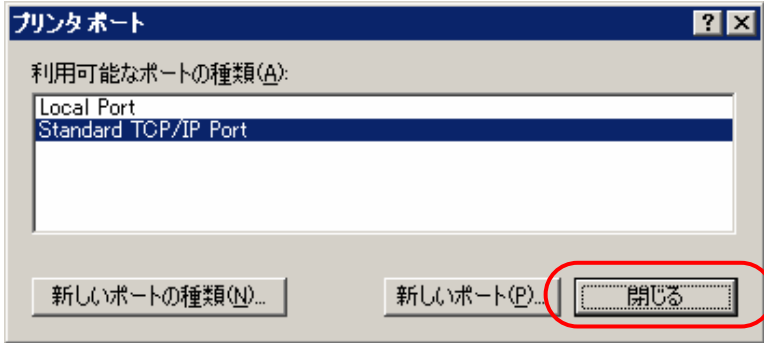 プリンタ ポート
利用可能なポートの種類(A):
Local Port
Standard TCP/IP Port
新しいポートの種類(N)...
新しいポート(P)...
閉じる